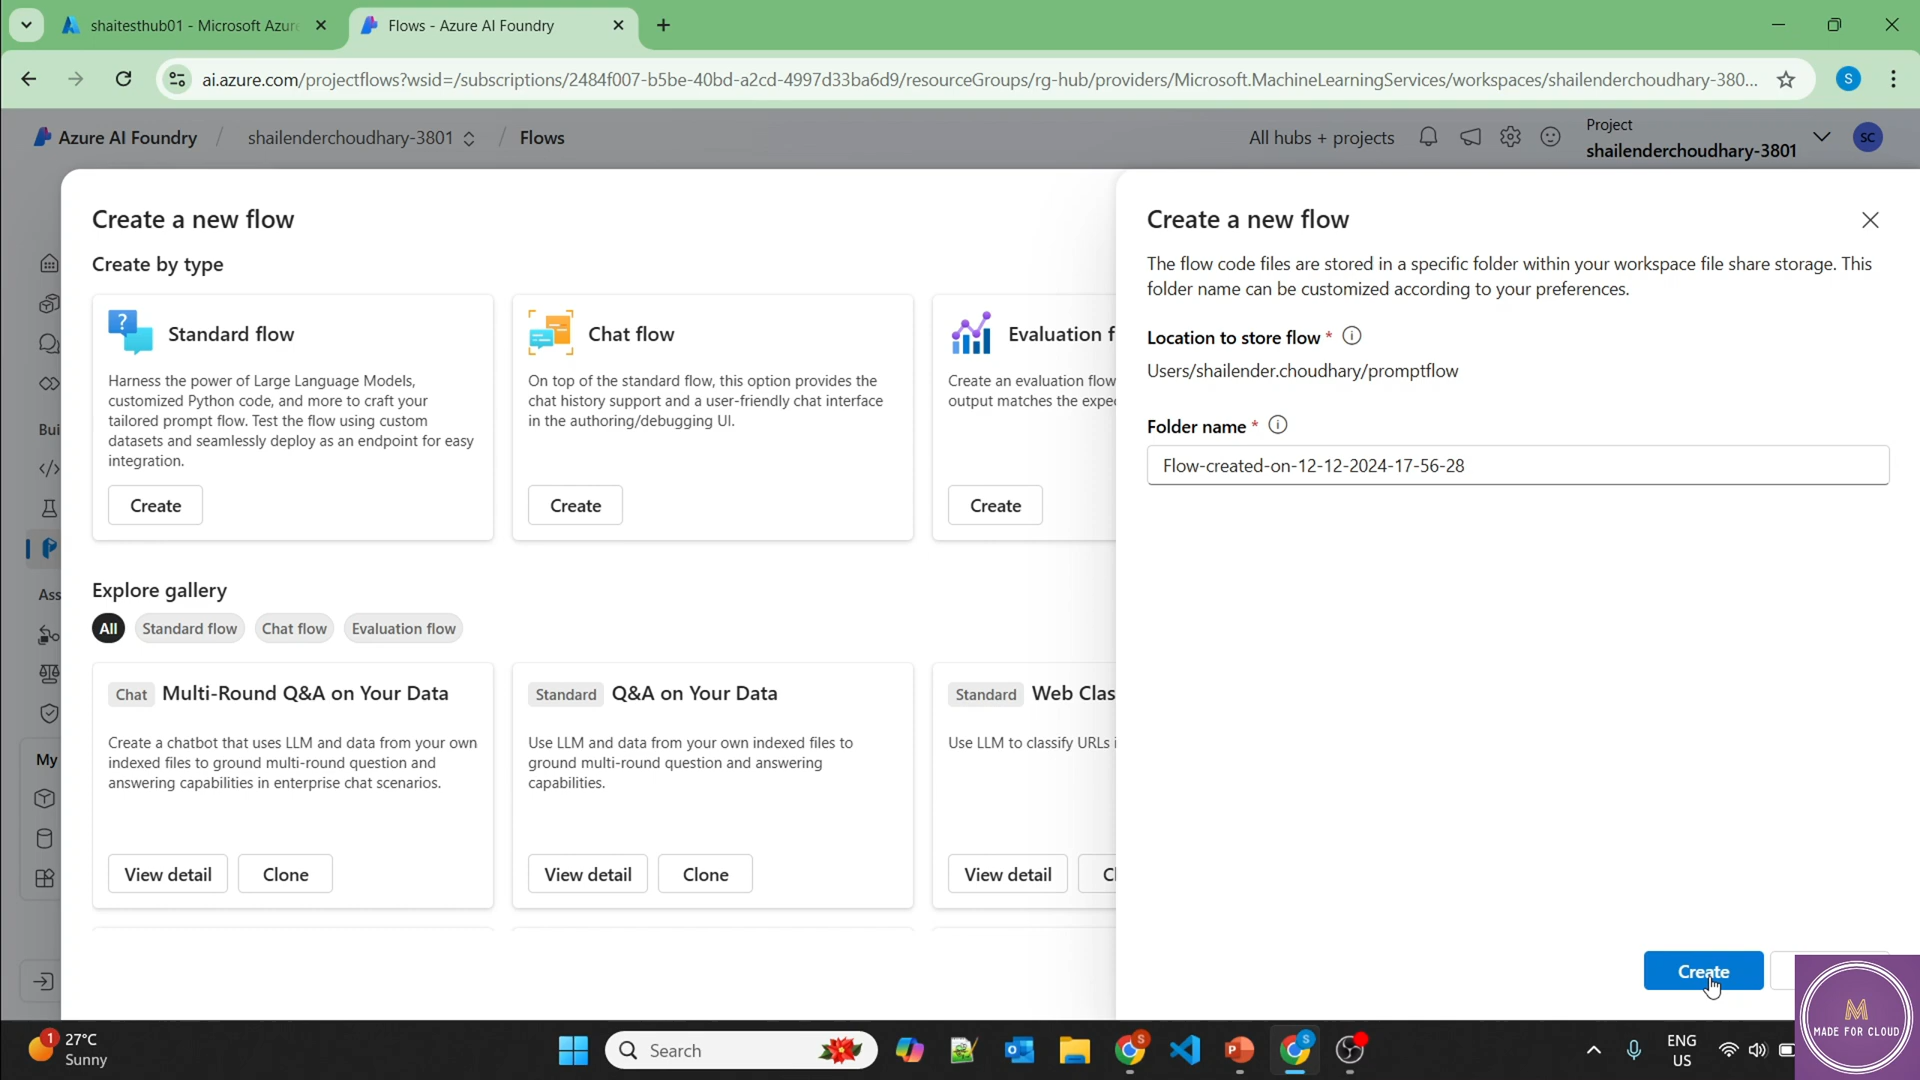 shaitesthub01 - Microsoft Azur
Flows - Azure AI Foundry
ai.azure.com/projectflows?wsid=/subscriptions/2484f007-b5be-40bd-a2cd-4997d33ba6d9/resourceGroups/rg-hub/providers/Microsoft.MachineLearningServices/workspaces/shailenderchoudhary-380...
S
Azure AI Foundry / shailenderchoudhary-3801 / Flows
All hubs + projects
Project
shailenderchoudhary-3801
SC
Bui
Ass
My
Create a new flow
Create by type
Standard flow
Harness the power of Large Language Models,
customized Python code, and more to craft your
tailored prompt flow. Test the flow using custom
datasets and seamlessly deploy as an endpoint for easy
integration.
Create
Chat flow
On top of the standard flow, this option provides the
chat history support and a user-friendly chat interface
in the authoring/debugging UI.
Create
Evaluation f
Create an evaluation flow
output matches the expe
Create
Explore gallery
All
Standard flow
Chat flow
Evaluation flow
Chat Multi-Round Q&A on Your Data
Create a chatbot that uses LLM and data from your own
indexed files to ground multi-round question and
answering capabilities in enterprise chat scenarios.
View detail
Clone
Standard Q&A on Your Data
Use LLM and data from your own indexed files to
ground multi-round question and answering
capabilities.
View detail
Clone
Standard Web Clas
Use LLM to classify URLs i
View detail
Cl
Create a new flow
The flow code files are stored in a specific folder within your workspace file share storage. This
folder name can be customized according to your preferences.
Location to store flow *
Users/shailender.choudhary/promptflow
Folder name *
Flow-created-on-12-12-2024-17-56-28
Create
M
MADE FOR CLOUD
1
27°C
Sunny
Search
S
S
ENG
US